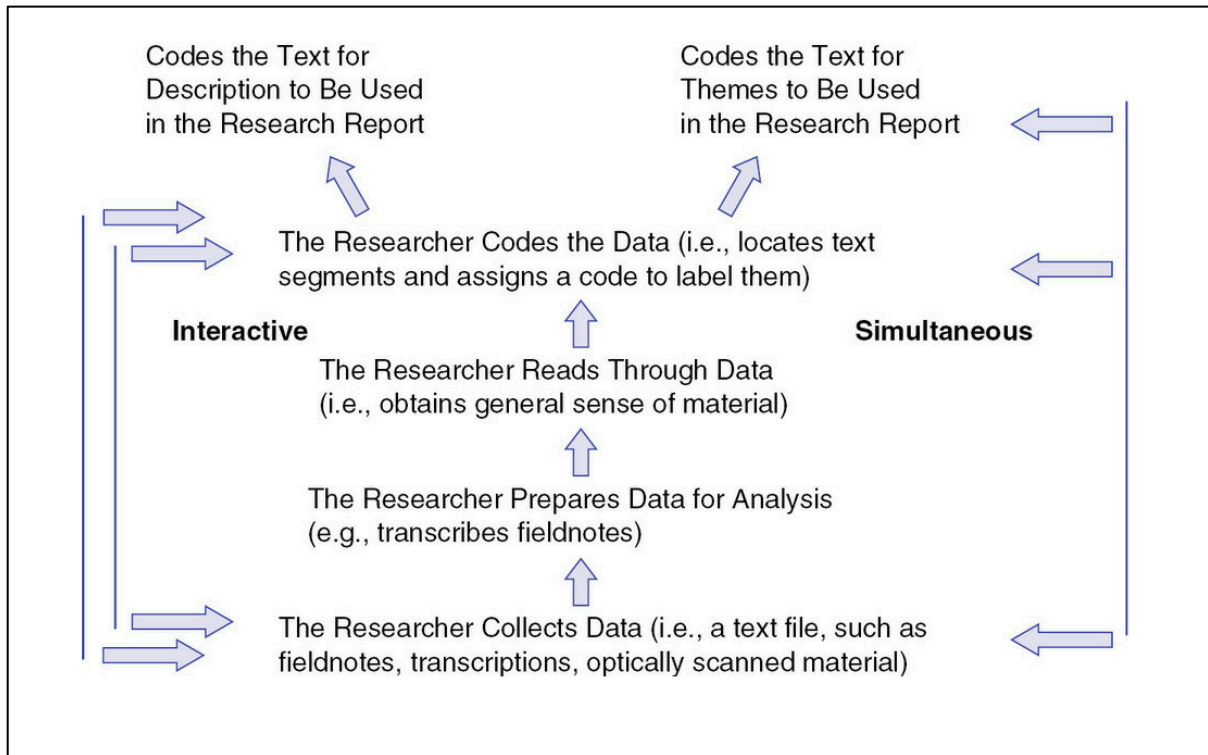 Codes the Text for
Description to Be Used
in the Research Report
Codes the Text for
Themes to Be Used
in the Research Report
The Researcher Codes the Data (i.e., locates text
segments and assigns a code to label them)
Interactive
Simultaneous
The Researcher Reads Through Data
(i.e., obtains general sense of material)
The Researcher Prepares Data for Analysis
(e.g., transcribes fieldnotes)
The Researcher Collects Data (i.e., a text file, such as
fieldnotes, transcriptions, optically scanned material)